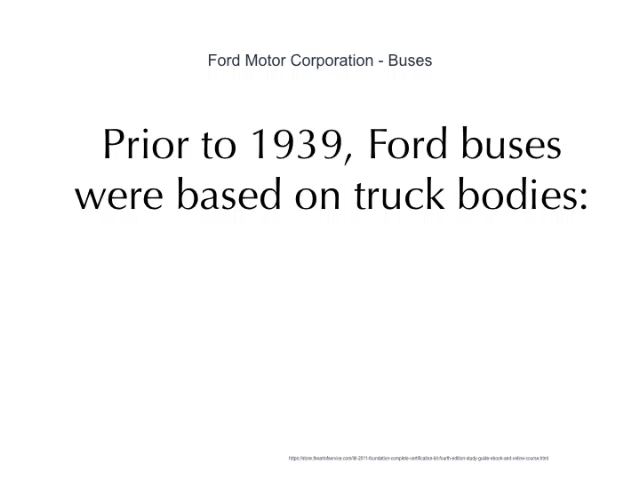 Ford Motor Corporation - Buses
Prior to 1939, Ford buses
were based on truck bodies: